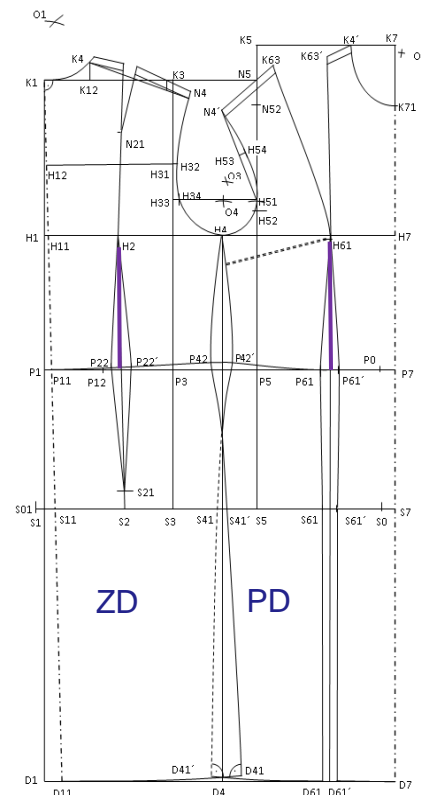 O1
K5 K4´ K7
K4 K63 K63´ O
K1 K12 K3 N5
N4 N4´ N52 K71
N21
H53 H54
H12 H31 H32
O3
H33 H34 O4 H51
H52
H1 H11 H2 H4 H61 H7
P22 P22´ P42 P42´ P0
P1 P11 P12 P3 P5 P61 P61´ P7
S21
S01
S1 S11 S2 S3 S41 S41´ S5 S61 S61´ S0 S7
ZD PD
D41´ D41
D1 D11 D4 D61 D61´ D7